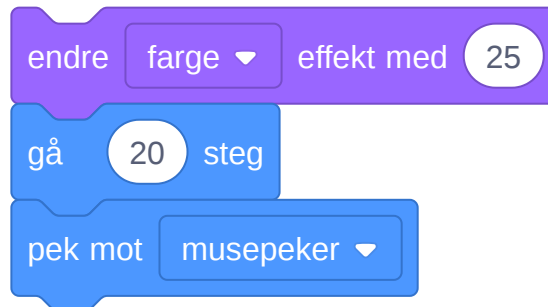 endre farge effekt med 25
gå 20 steg
pek mot musepeker